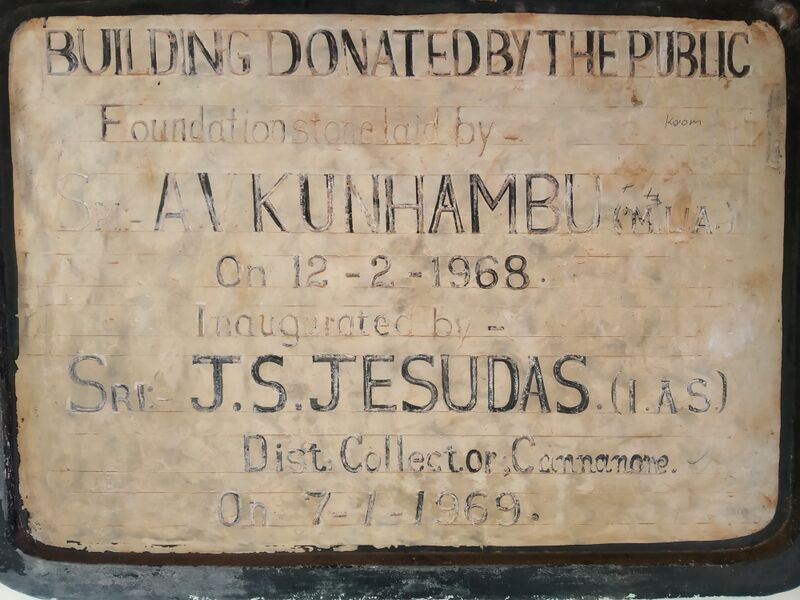 BUILDING DONATED BY THE PUBLIC
Foundation stone laid by -
Sri - A V KUNHAMBU (M.L.A.)
On 12 - 2 - 1968.
Inaugurated by -
SRI:- J.S. JESUDAS. (I.A.S.)
Dist. Collector, Cannanore.
On 7 - 1 - 1969.